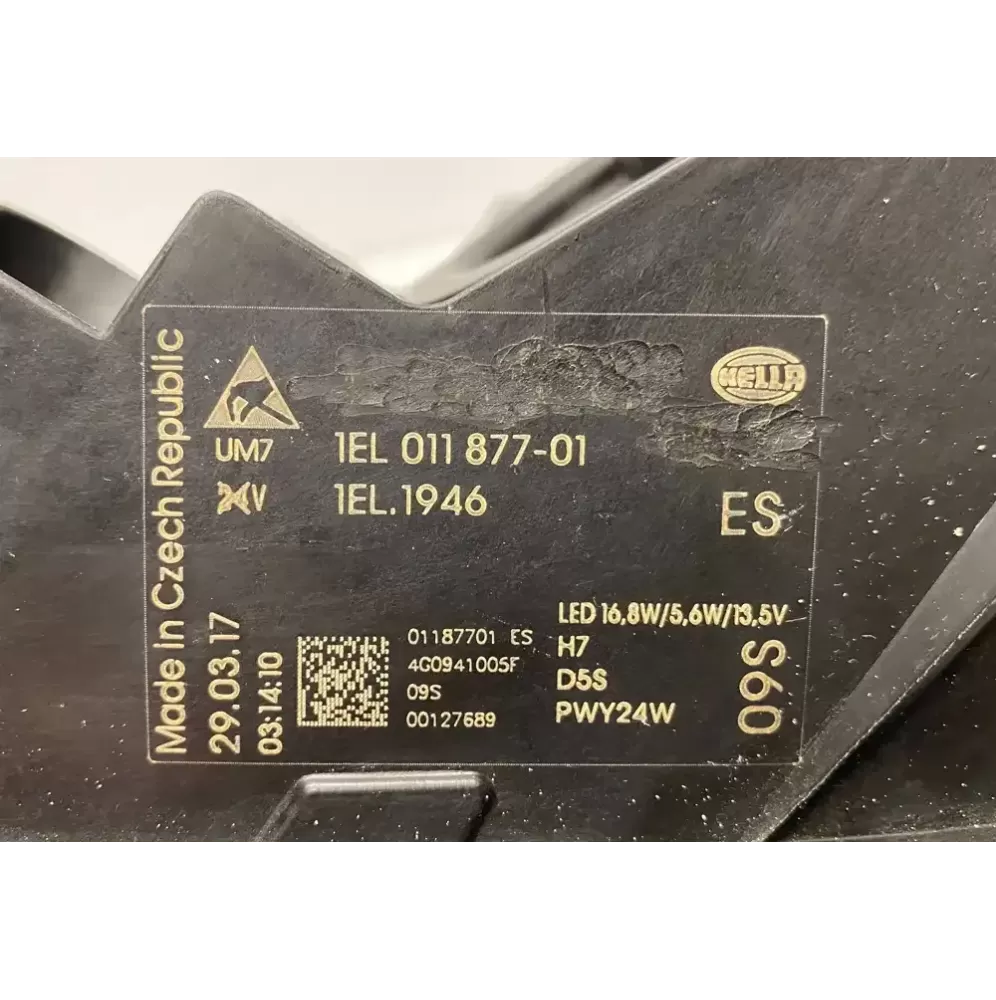 Made in Czech Republic
29.03.17
03:14:10
UM7
24V
HELLA
1EL 011 877-01
1EL.1946
ES
01187701 ES
4G0941005F
09S
00127689
LED 16,8W/5,6W/13,5V
H7
D5S
PWY24W
09S